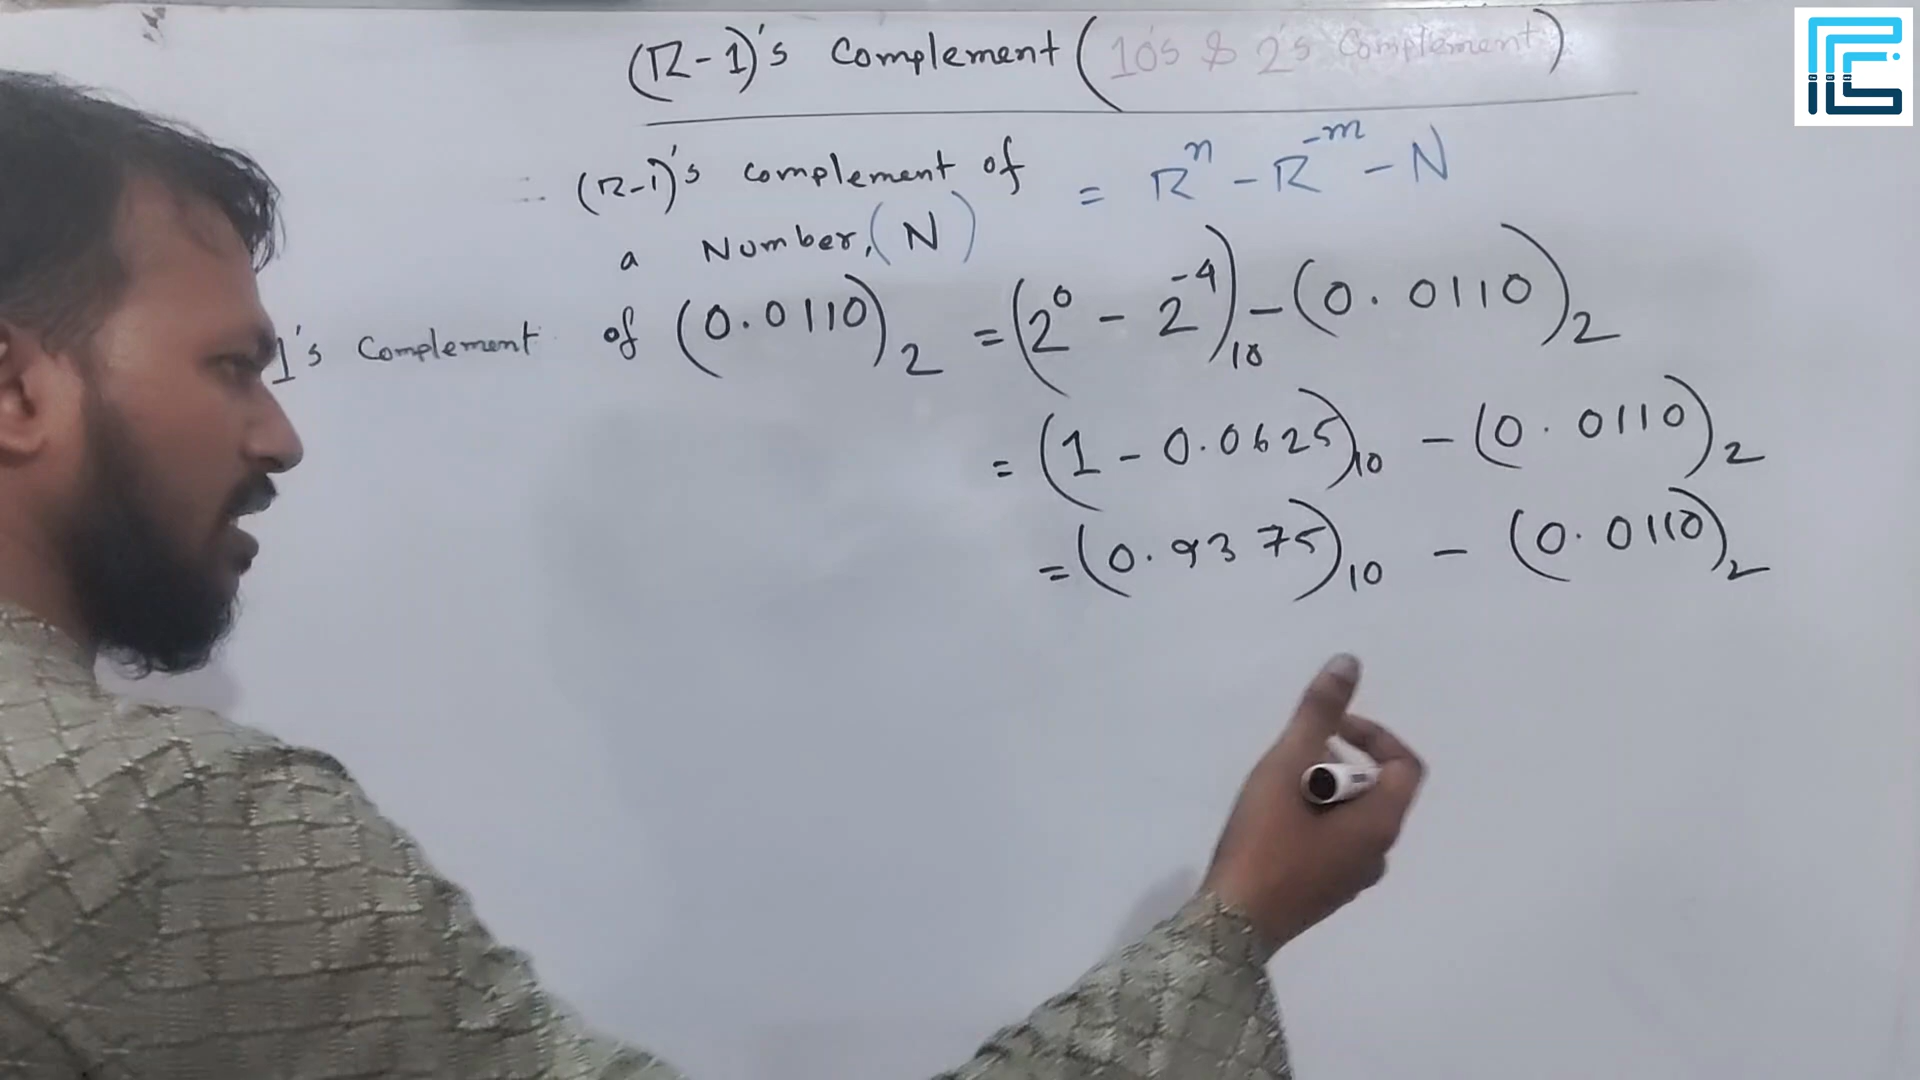 (R-1)'s Complement (10's & 2's Complement)
(R-1)'s complement of a Number, (N) = R^n - R^-m - N
1's Complement of (0.0110)_2 = (2^0 - 2^-4)_10 - (0.0110)_2
= (1 - 0.0625)_10 - (0.0110)_2
= (0.9375)_10 - (0.0110)_2